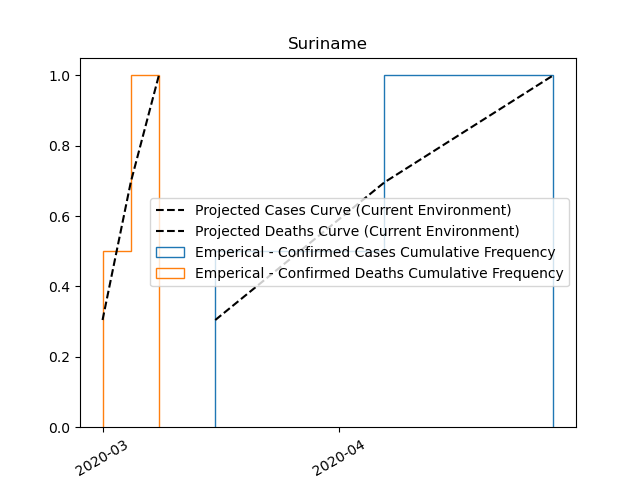 Suriname
1.0
0.8
0.6
0.4
0.2
0.0
Projected Cases Curve (Current Environment)
Projected Deaths Curve (Current Environment)
Emperical - Confirmed Cases Cumulative Frequency
Emperical - Confirmed Deaths Cumulative Frequency
2020-03
2020-04